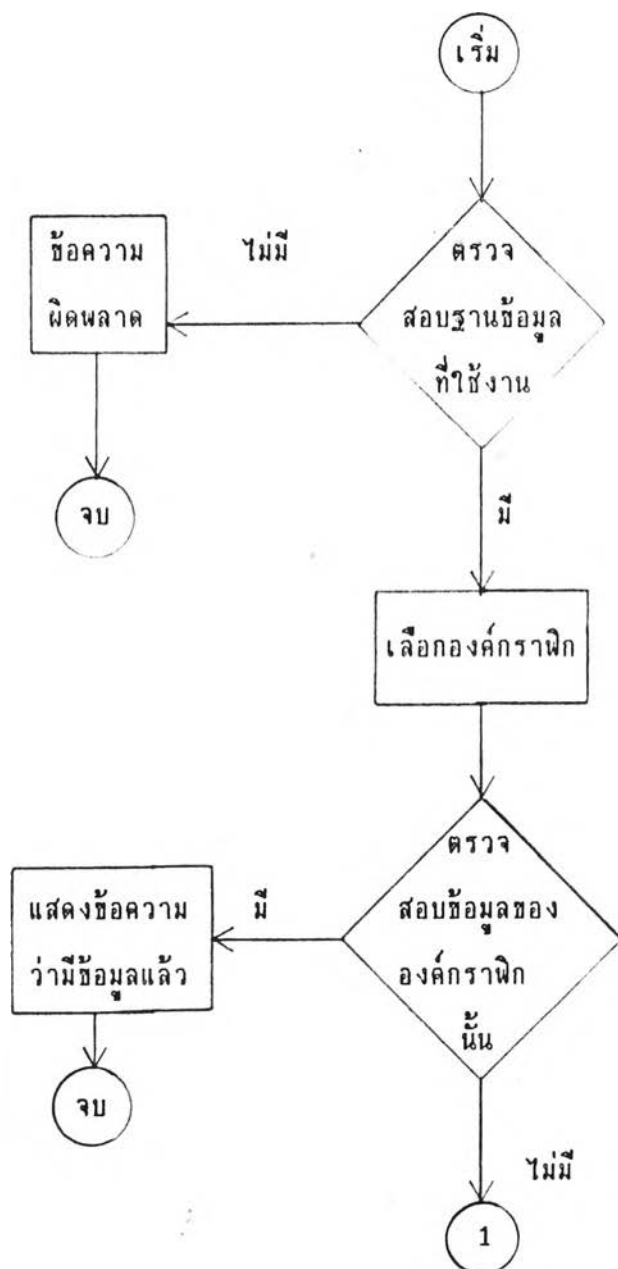 เริ่ม
ตรวจ
สอบฐานข้อมูล
ที่ใช้งาน
ไม่มี
ข้อความ
ผิดพลาด
จบ
มี
เลือกองค์กราฟิก
ตรวจ
สอบข้อมูลของ
องค์กราฟิก
นั้น
มี
แสดงข้อความ
ว่ามีข้อมูลแล้ว
จบ
ไม่มี
1